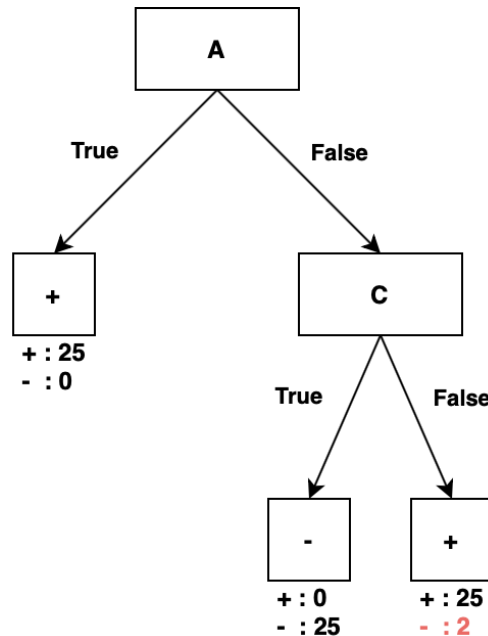 A
True
False
+
C
+ : 25
- : 0
True
False
-
+
+ : 0
- : 25
+ : 25
- : 2